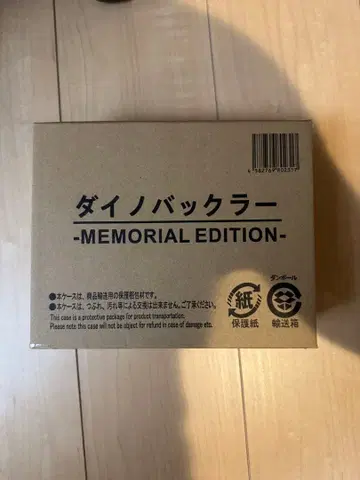 ダイノバックラー
-MEMORIAL EDITION-
●本ケースは、商品輸送用の保護梱包材です。
●本ケースは、つぶれ、汚れ等による交換は出来ません。ご了承ください。
This case is a protective package for product transportation.
Please note this case will not be object for refund in case of damage etc.
紙
保護紙
ダンボール
輸送箱